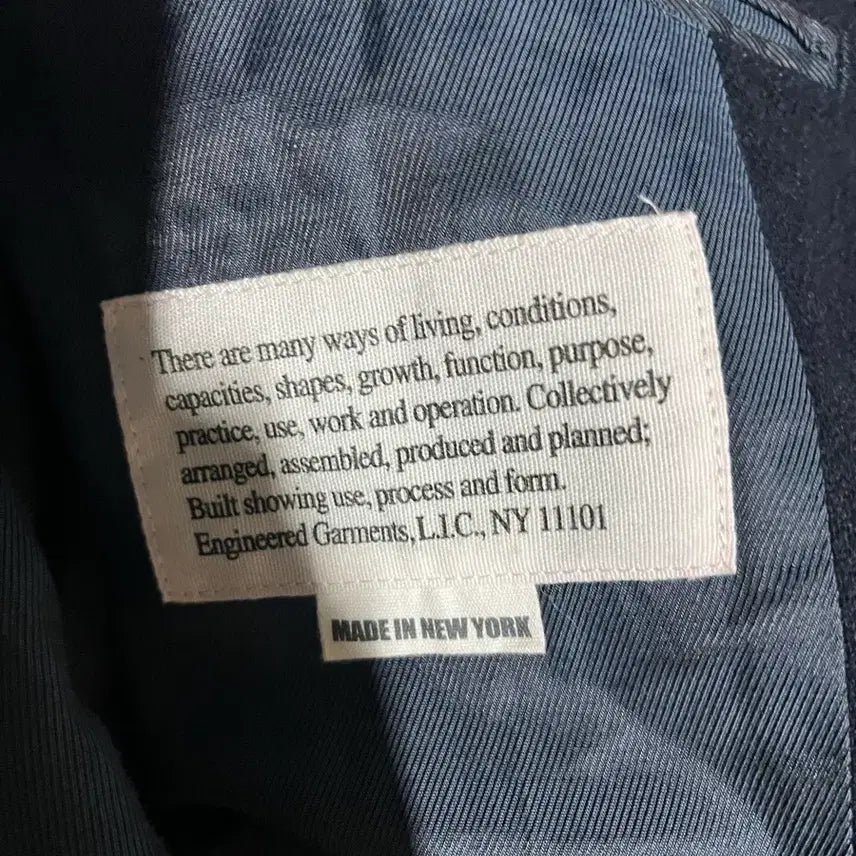 There are many ways of living, conditions,
capacities, shapes, growth, function, purpose,
practice, use, work and operation. Collectively
arranged, assembled, produced and planned;
Built showing use, process and form.
Engineered Garments, L.I.C., NY 11101
MADE IN NEW YORK